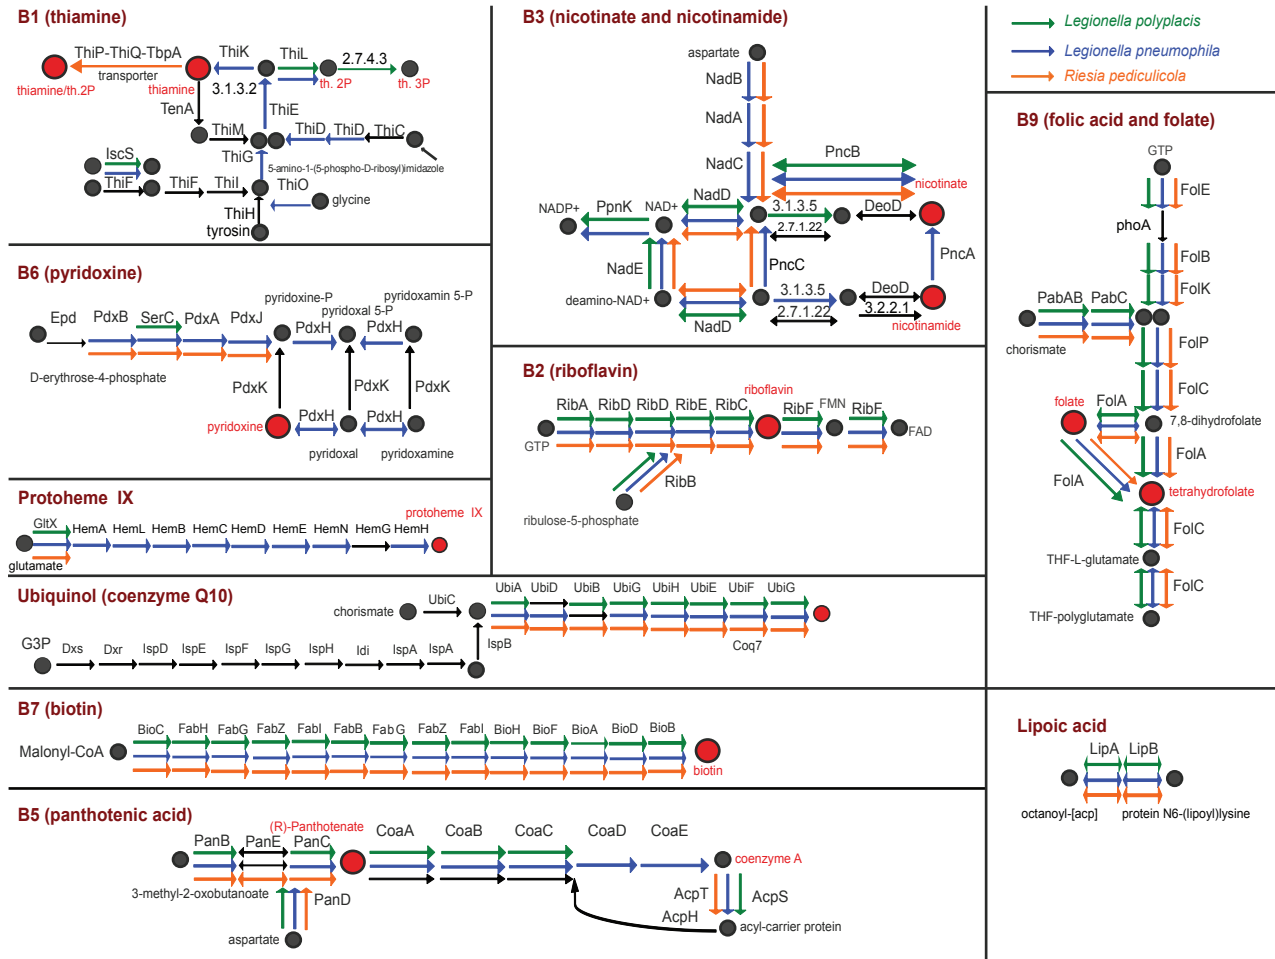 B1 (thiamine)
ThiP-ThiQ-TbpA
ThiK
ThiL
2.7.4.3
transporter
thiamine/th.2P
thiamine
3.1.3.2
th. 2P
th. 3P
TenA
ThiE
ThiM
ThiD
ThiD
ThiC
IscS
ThiG
5-amino-1-(5-phospho-D-ribosyl)imidazole
ThiF
ThiF
ThiI
ThiO
glycine
ThiH
tyrosin
B6 (pyridoxine)
pyridoxine-P
pyridoxal 5-P
pyridoxamin 5-P
Epd
PdxB
SerC
PdxA
PdxJ
PdxH
PdxH
D-erythrose-4-phosphate
PdxK
PdxK
PdxK
pyridoxine
PdxH
PdxH
pyridoxal
pyridoxamine
Protoheme IX
protoheme IX
GltX
HemA
HemL
HemB
HemC
HemD
HemE
HemN
HemG
HemH
glutamate
B3 (nicotinate and nicotinamide)
aspartate
NadB
NadA
NadC
PncB
nicotinate
NADP+
PpnK
NAD+
NadD
3.1.3.5
DeoD
2.7.1.22
NadE
PncC
PncA
deamino-NAD+
3.1.3.5
DeoD
NadD
2.7.1.22
3.2.2.1
nicotinamide
B2 (riboflavin)
riboflavin
RibA
RibD
RibD
RibE
RibC
RibF
FMN
RibF
GTP
FAD
RibB
ribulose-5-phosphate
Legionella polyplacis
Legionella pneumophila
Riesia pediculicola
B9 (folic acid and folate)
GTP
FolE
phoA
FolB
FolK
PabAB
PabC
chorismate
FolP
FolC
folate
FolA
7,8-dihydrofolate
FolA
FolA
tetrahydrofolate
FolC
THF-L-glutamate
FolC
THF-polyglutamate
Ubiquinol (coenzyme Q10)
chorismate
UbiC
UbiA
UbiD
UbiB
UbiG
UbiH
UbiE
UbiF
UbiG
Coq7
G3P
Dxs
Dxr
IspD
IspE
IspF
IspG
IspH
Idi
IspA
IspA
IspB
B7 (biotin)
BioC
FabH
FabG
FabZ
FabI
FabB
FabG
FabZ
FabI
BioH
BioF
BioA
BioD
BioB
Malonyl-CoA
biotin
Lipoic acid
LipA
LipB
octanoyl-[acp]
protein N6-(lipoyl)lysine
B5 (panthotenic acid)
(R)-Panthotenate
PanB
PanE
PanC
CoaA
CoaB
CoaC
CoaD
CoaE
coenzyme A
3-methyl-2-oxobutanoate
PanD
AcpT
AcpS
AcpH
acyl-carrier protein
aspartate